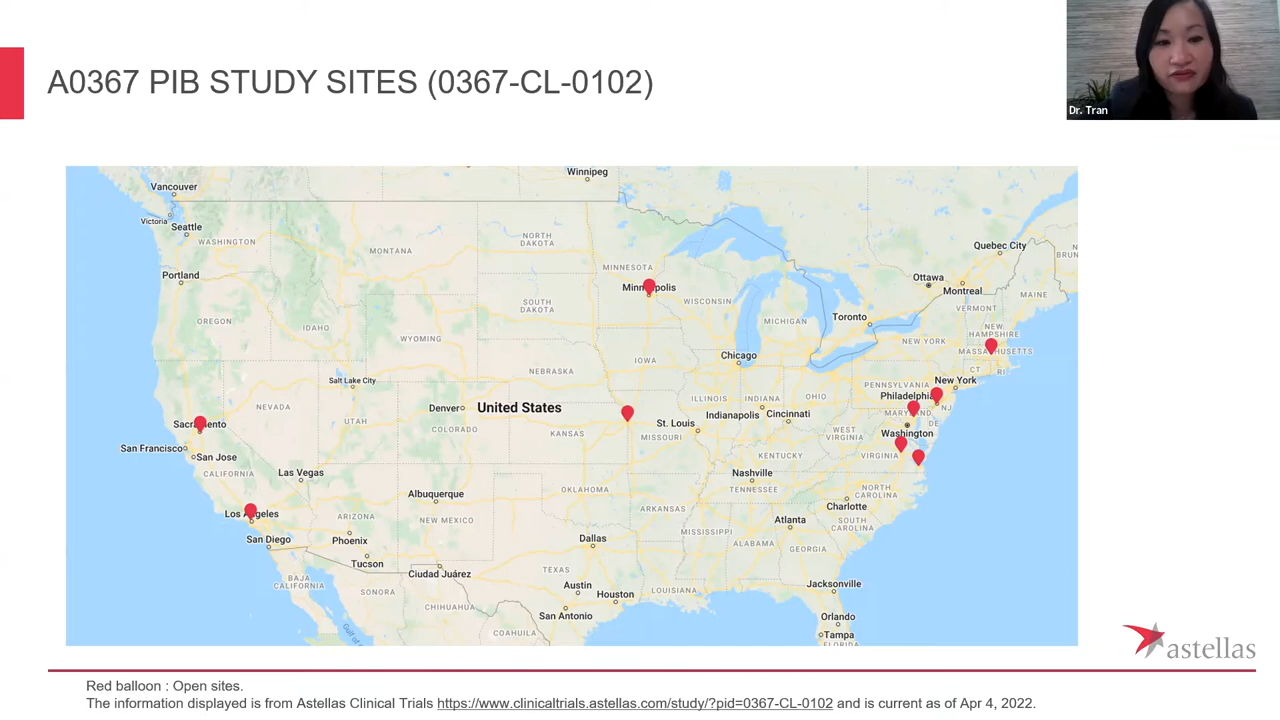 Dr. Tran
A0367 PIB STUDY SITES (0367-CL-0102)
Winnipeg
Vancouver
Victoria
Seattle
WASHINGTON
NORTH
DAKOTA
MONTANA
Quebec City
BRUN
MINNESOTA
Portland
Ottawa
Montreal
MAINE
Minneapolis
WISCONSIN
SOUTH
DAKOTA
VERMONT
OREGON
IDAHO
MICHIGAN
Toronto
NEW
HAMPSHIRE
WYOMING
NEW YORK
MASSACHUSETTS
Chicago
IOWA
CT
RI
NEBRASKA
Salt Lake City
PENNSYLVANIA
New York
Philadelphia
ILLINOIS
INDIANA
OHIO
NEVADA
Denver
United States
MARYLAND
NJ
Indianapolis
Cincinnati
UTAH
COLORADO
KANSAS
MISSOURI
St. Louis
DE
Sacramento
WEST
VIRGINIA
Washington
San Francisco
San Jose
KENTUCKY
VIRGINIA
CALIFORNIA
Las Vegas
Nashville
TENNESSEE
OKLAHOMA
NORTH
CAROLINA
Albuquerque
Los Angeles
ARIZONA
NEW MEXICO
ARKANSAS
Charlotte
Atlanta
SOUTH
CAROLINA
San Diego
Phoenix
Dallas
MISSISSIPPI
ALABAMA
GEORGIA
Tucson
Ciudad Juárez
TEXAS
BAJA
CALIFORNIA
SONORA
Austin
Houston
LOUISIANA
Jacksonville
CHIHUAHUA
San Antonio
Orlando
Tampa
COAHUILA
Gulf of
FLORIDA
astellas
Red balloon : Open sites.
The information displayed is from Astellas Clinical Trials https://www.clinicaltrials.astellas.com/study/?pid=0367-CL-0102 and is current as of Apr 4, 2022.